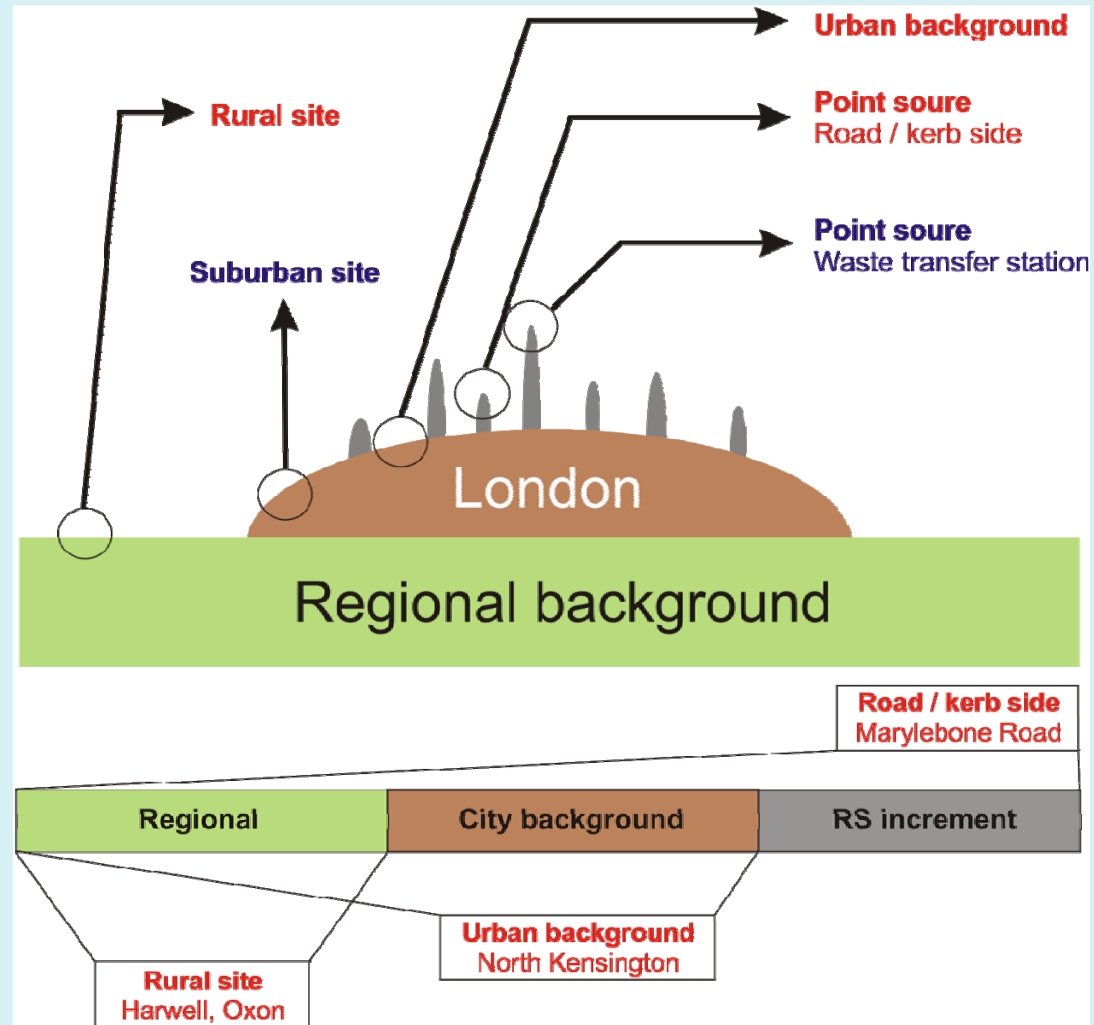 Urban background
Rural site
Point soure
Road / kerb side
Suburban site
Point soure
Waste transfer station
London
Regional background
Road / kerb side
Marylebone Road
Regional
City background
RS increment
Urban background
North Kensington
Rural site
Harwell, Oxon